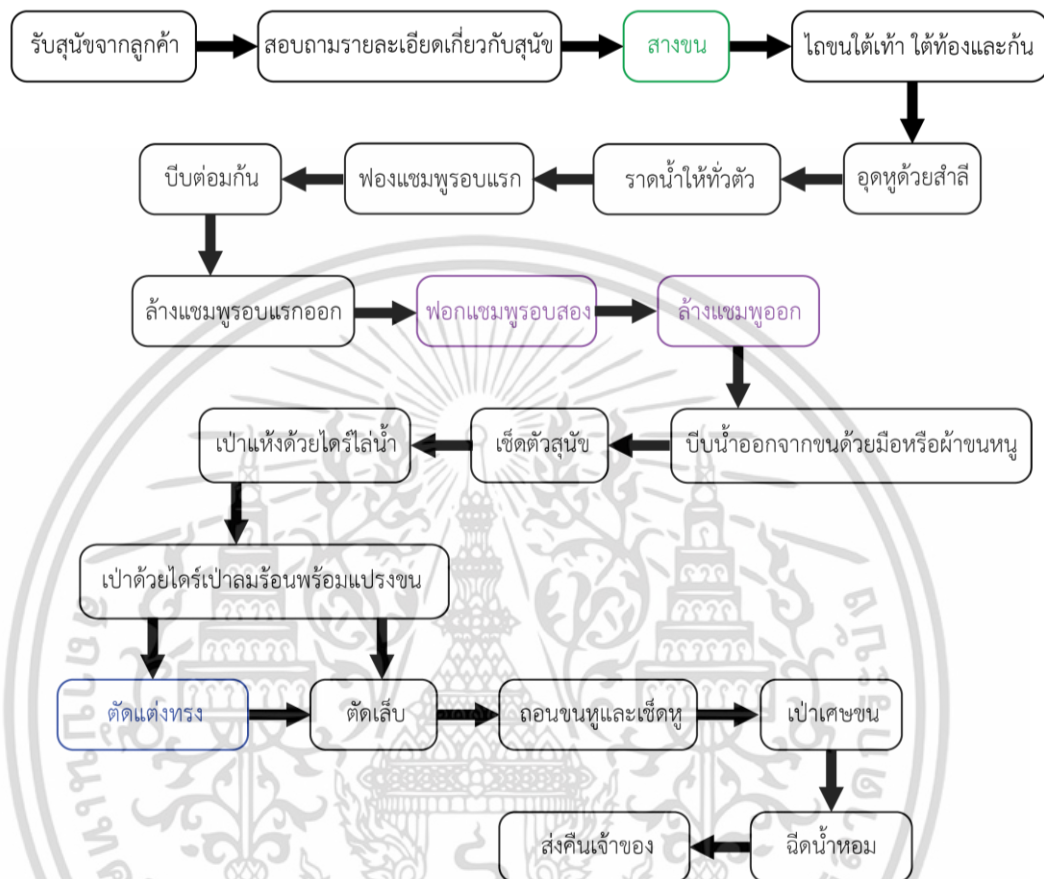 รับสุนัขจากลูกค้า
สอบถามรายละเอียดเกี่ยวกับสุนัข
สางขน
ไถขนใต้เท้า ใต้ท้องและก้น
อุดหูด้วยสำลี
ราดน้ำให้ทั่วตัว
ฟองแชมพูรอบแรก
บีบต่อมก้น
ล้างแชมพูรอบแรกออก
ฟอกแชมพูรอบสอง
ล้างแชมพูออก
บีบน้ำออกจากขนด้วยมือหรือผ้าขนหนู
เช็ดตัวสุนัข
เป่าแห้งด้วยไดร์ไล่น้ำ
เป่าด้วยไดร์เป่าลมร้อนพร้อมแปรงขน
ตัดแต่งทรง
ตัดเล็บ
ถอนขนหูและเช็ดหู
เป่าเศษขน
ฉีดน้ำหอม
ส่งคืนเจ้าของ